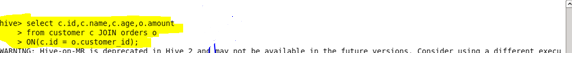 hive> select c.id,c.name,c.age,o.amount
> from customer c JOIN orders o
> ON(c.id = o.customer_id);
WARNING: Hive-on-MR is deprecated in Hive 2 and may not be available in the future versions. Consider using a different execu